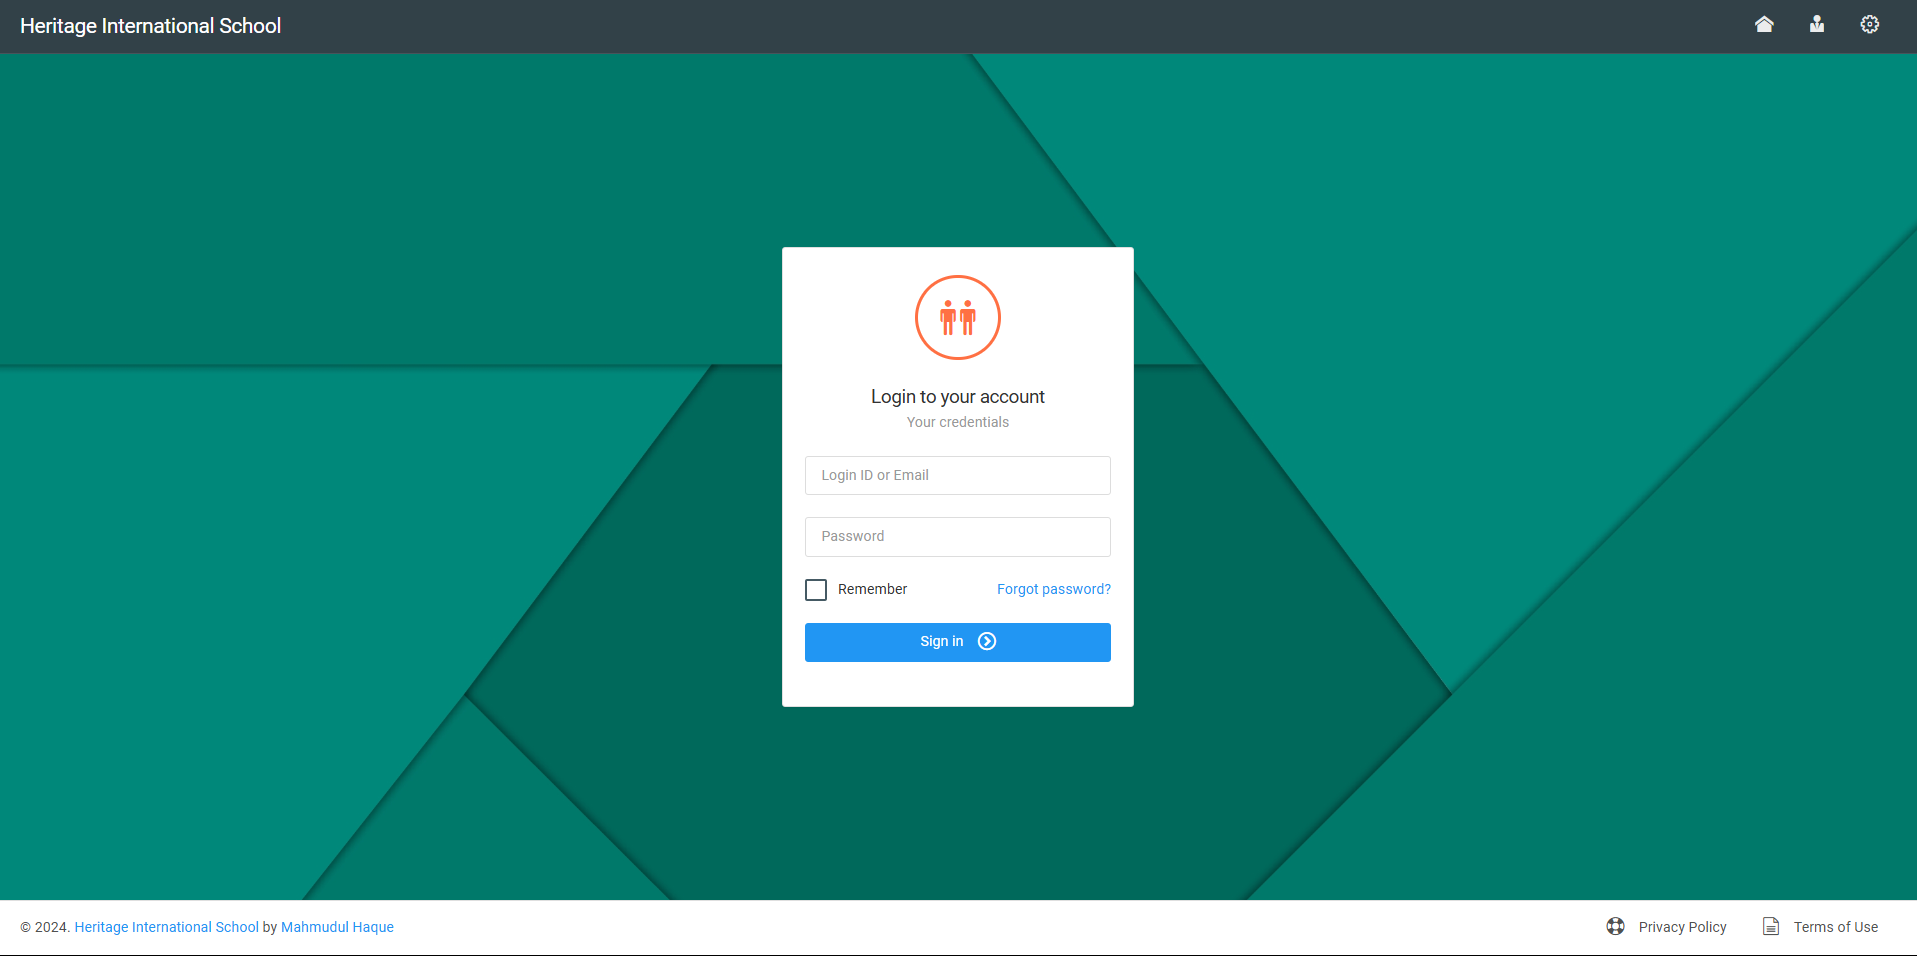 Heritage International School
Login to your account
Your credentials
Login ID or Email
Password
Remember Forgot password?
Sign in
© 2024. Heritage International School by Mahmudul Haque Privacy Policy Terms of Use